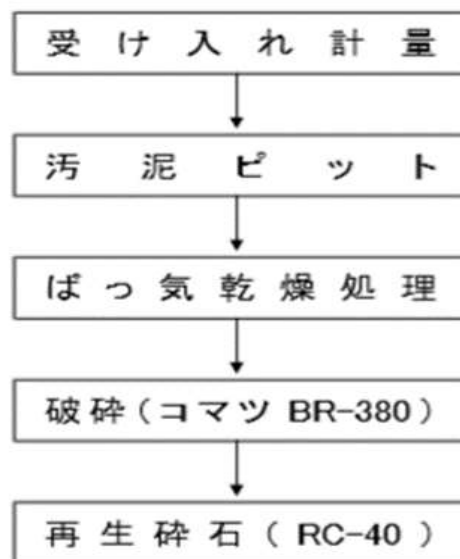 受け入れ計量
汚泥ピット
ばっ気乾燥処理
破砕(コマツ BR-380)
再生砕石(RC-40)